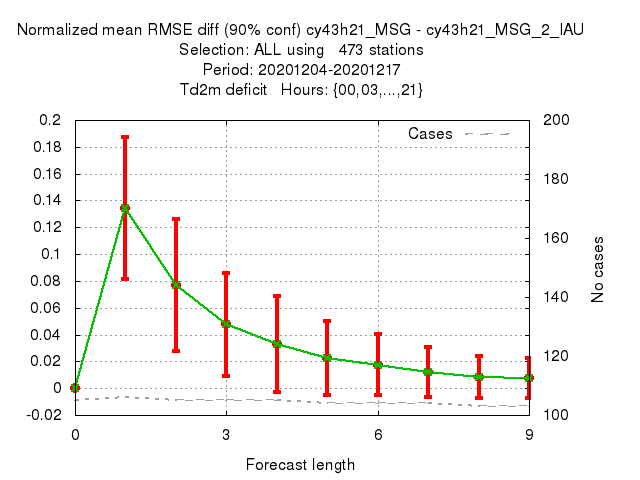 Normalized mean RMSE diff (90% conf) cy43h21_MSG - cy43h21_MSG_2_IAU
Selection: ALL using 473 stations
Period: 20201204-20201217
Td2m deficit Hours: {00,03,...,21}
Cases
0.2
0.18
0.16
0.14
0.12
0.1
0.08
0.06
0.04
0.02
0
-0.02
200
180
160
140
120
100
No cases
0 3 6 9
Forecast length